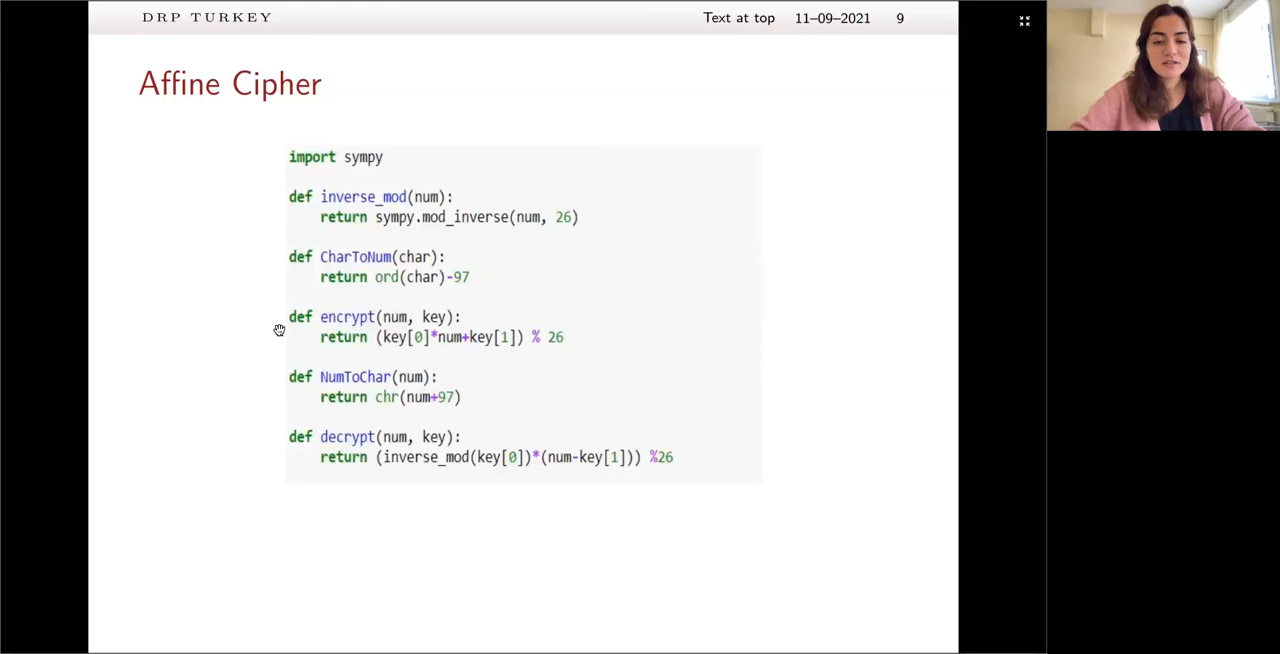 DRP TURKEY
Text at top 11–09–2021 9
Affine Cipher
import sympy
def inverse_mod(num):
    return sympy.mod_inverse(num, 26)
def CharToNum(char):
    return ord(char)-97
def encrypt(num, key):
    return (key[0]*num+key[1]) % 26
def NumToChar(num):
    return chr(num+97)
def decrypt(num, key):
    return (inverse_mod(key[0])*(num-key[1])) %26